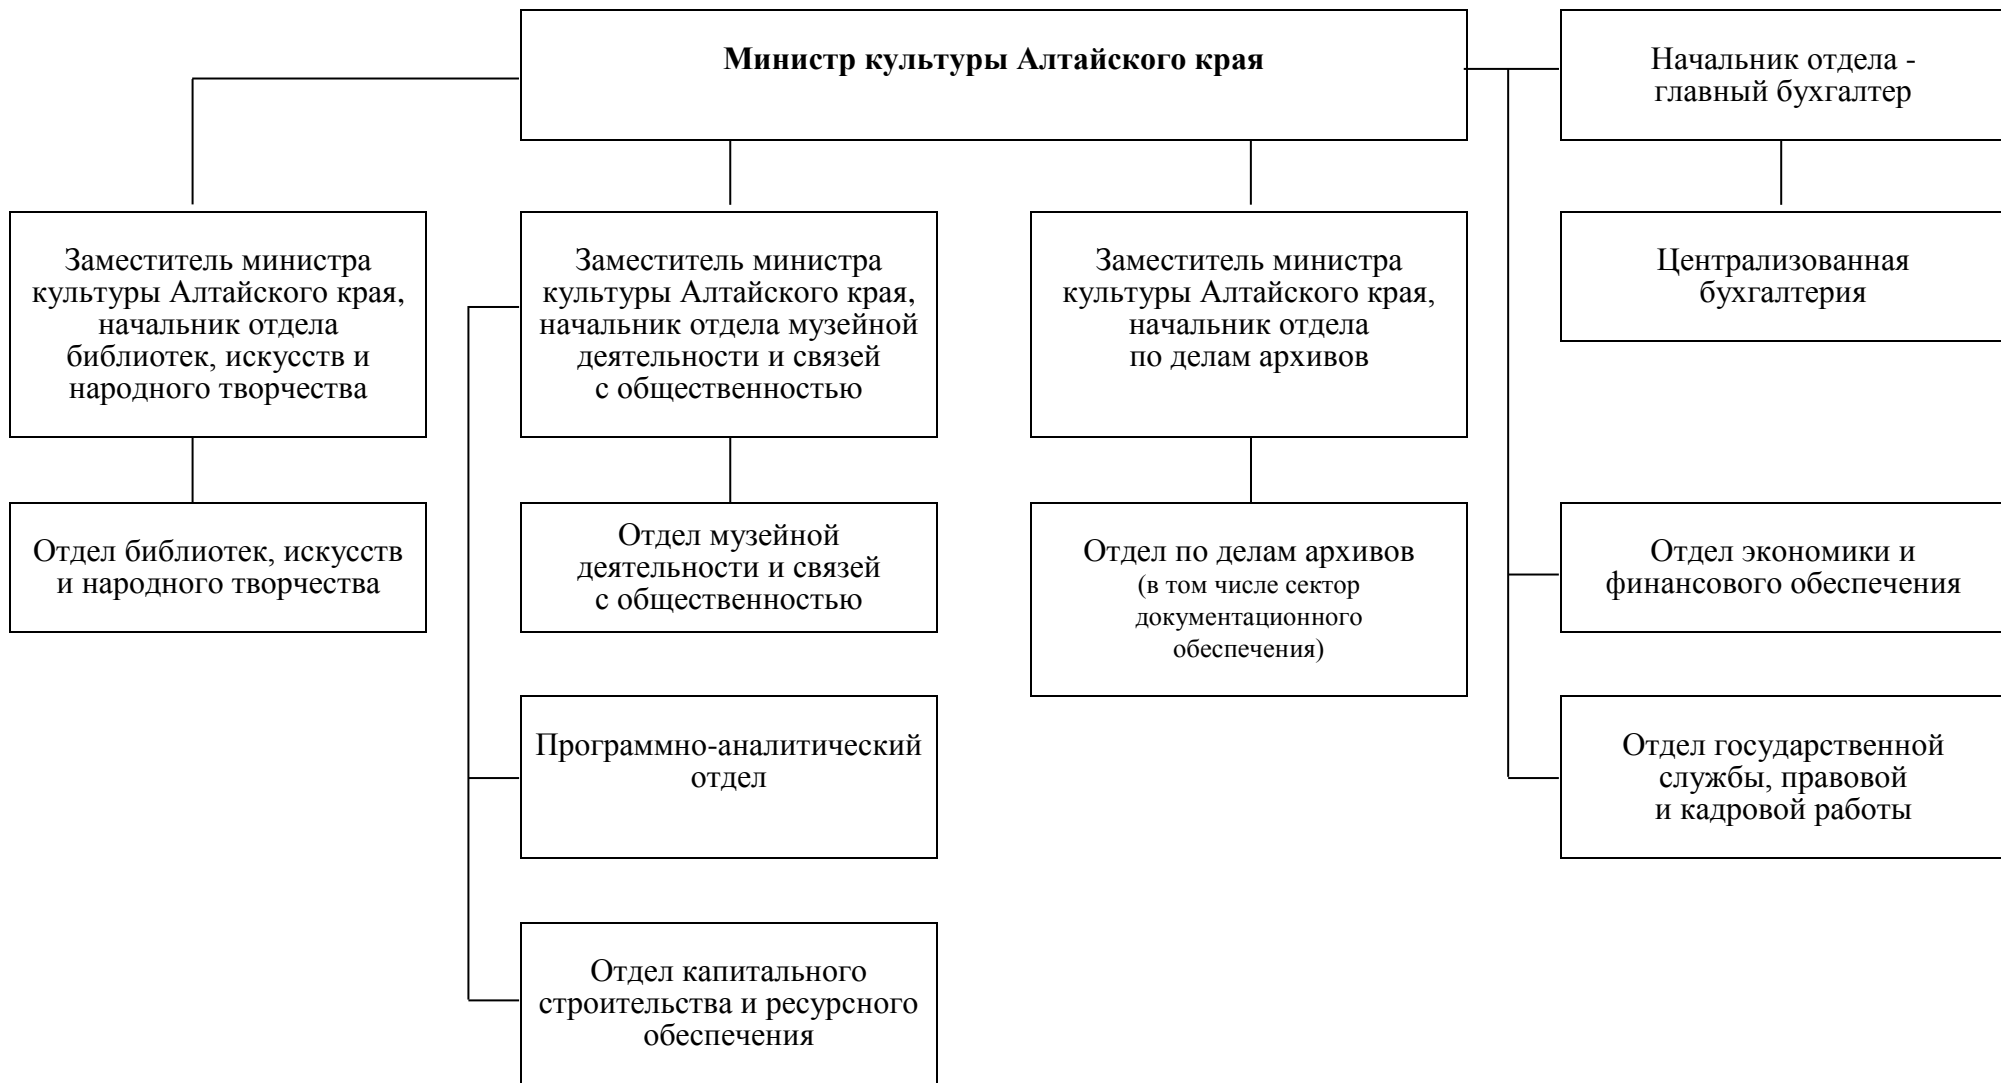 Министр культуры Алтайского края
Начальник отдела -
главный бухгалтер
Заместитель министра
культуры Алтайского края,
начальник отдела
библиотек, искусств и
народного творчества
Заместитель министра
культуры Алтайского края,
начальник отдела музейной
деятельности и связей
с общественностью
Заместитель министра
культуры Алтайского края,
начальник отдела
по делам архивов
Централизованная
бухгалтерия
Отдел библиотек, искусств
и народного творчества
Отдел музейной
деятельности и связей
с общественностью
Отдел по делам архивов
(в том числе сектор
документационного
обеспечения)
Отдел экономики и
финансового обеспечения
Программно-аналитический
отдел
Отдел государственной
службы, правовой
и кадровой работы
Отдел капитального
строительства и ресурсного
обеспечения